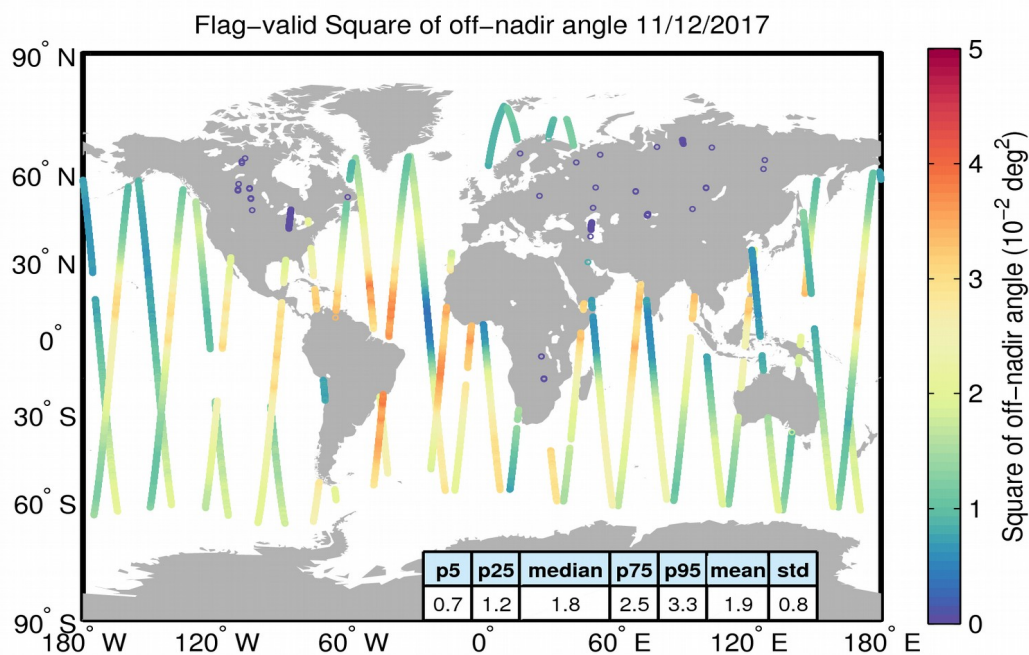 Flag−valid Square of off−nadir angle 11/12/2017
90° N
60° N
30° N
0°
30° S
60° S
90° S
180° W
120° W
60° W
0°
60° E
120° E
180° E
p5 p25 median p75 p95 mean std
0.7 1.2 1.8 2.5 3.3 1.9 0.8
5
4
3
2
1
0
Square of off−nadir angle (10⁻² deg²)